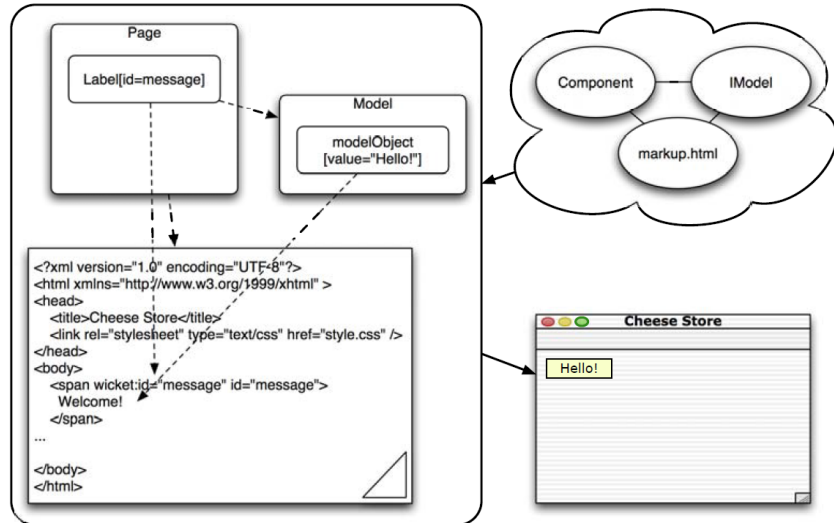 Page
Label[id=message]
Model
modelObject
[value="Hello!"]
Component
IModel
markup.html
<?xml version="1.0" encoding="UTF-8"?>
<html xmlns="http://www.w3.org/1999/xhtml" >
<head>
<title>Cheese Store</title>
<link rel="stylesheet" type="text/css" href="style.css" />
</head>
<body>
<span wicket:id="message" id="message">
Welcome!
</span>
...
</body>
</html>
Cheese Store
Hello!